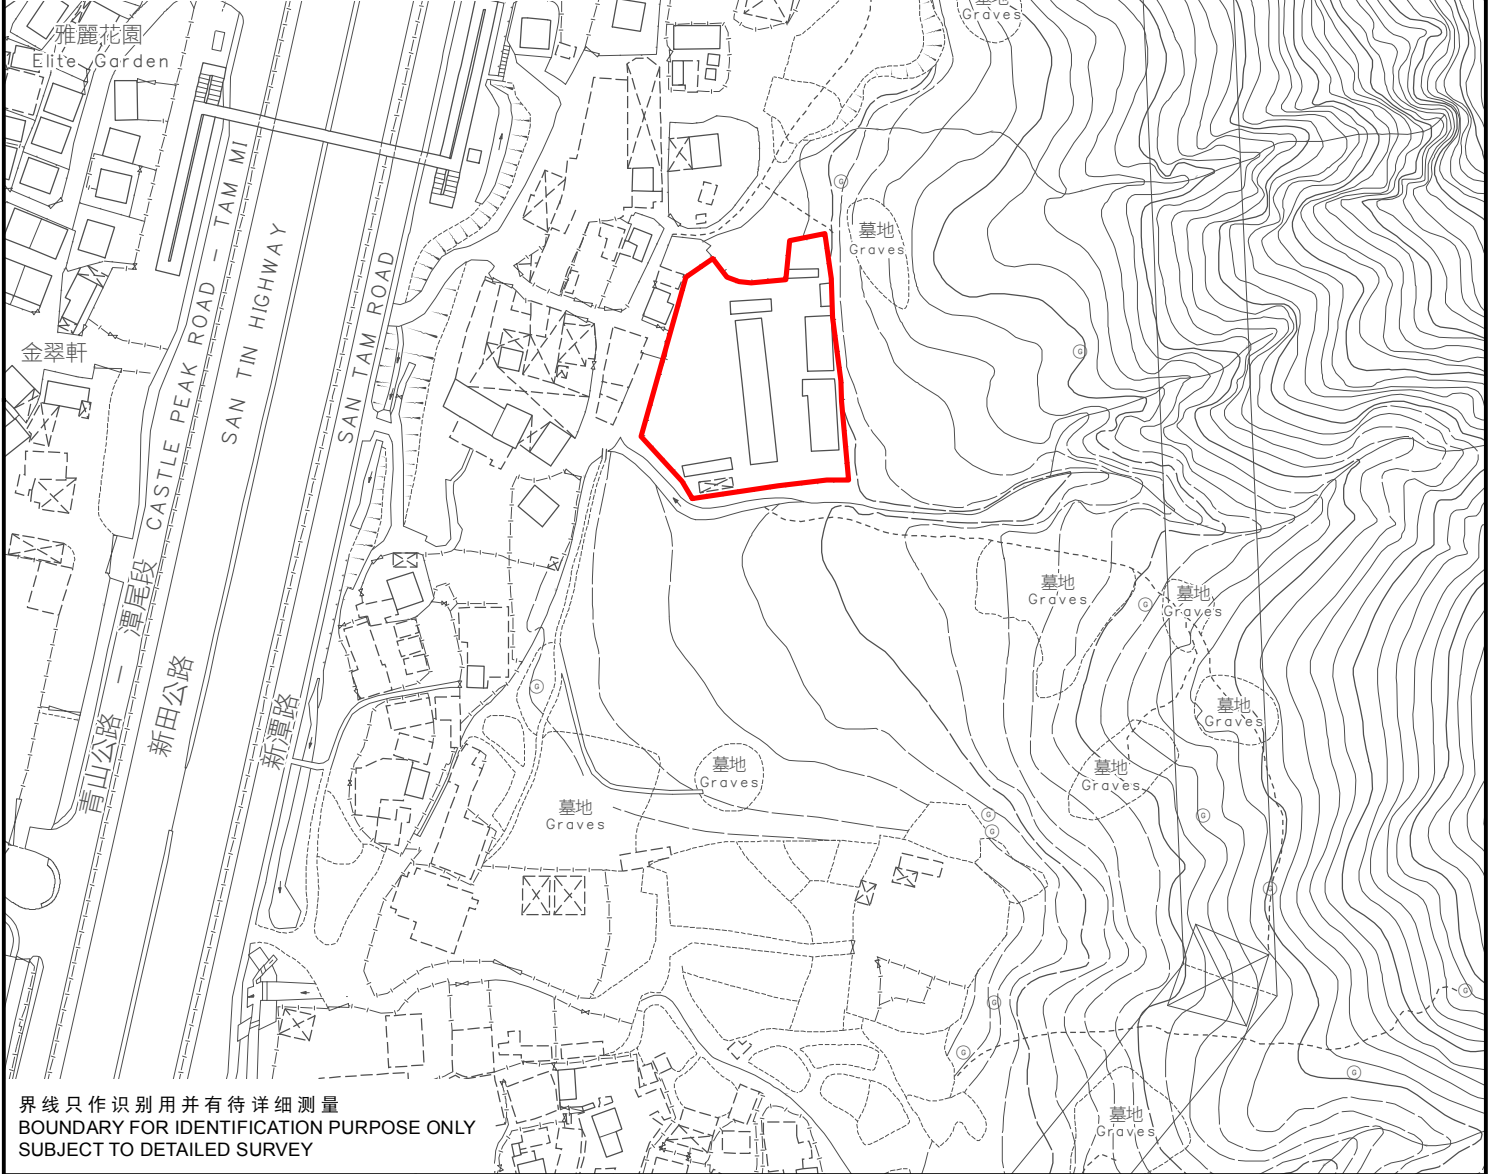 墓地
Graves
雅麗花園
Elite Garden
墓地
Graves
金翠軒
CASTLE PEAK ROAD - TAM MI
SAN TIN HIGHWAY
SAN TAM ROAD
青山公路 - 潭尾段
新田公路
新潭路
墓地
Graves
墓地
Graves
墓地
Graves
墓地
Graves
墓地
Graves
墓地
Graves
墓地
Graves
G
G
G
G
G
G
G
G
G
G
G
G
界线只作识别用并有待详细测量
BOUNDARY FOR IDENTIFICATION PURPOSE ONLY
SUBJECT TO DETAILED SURVEY